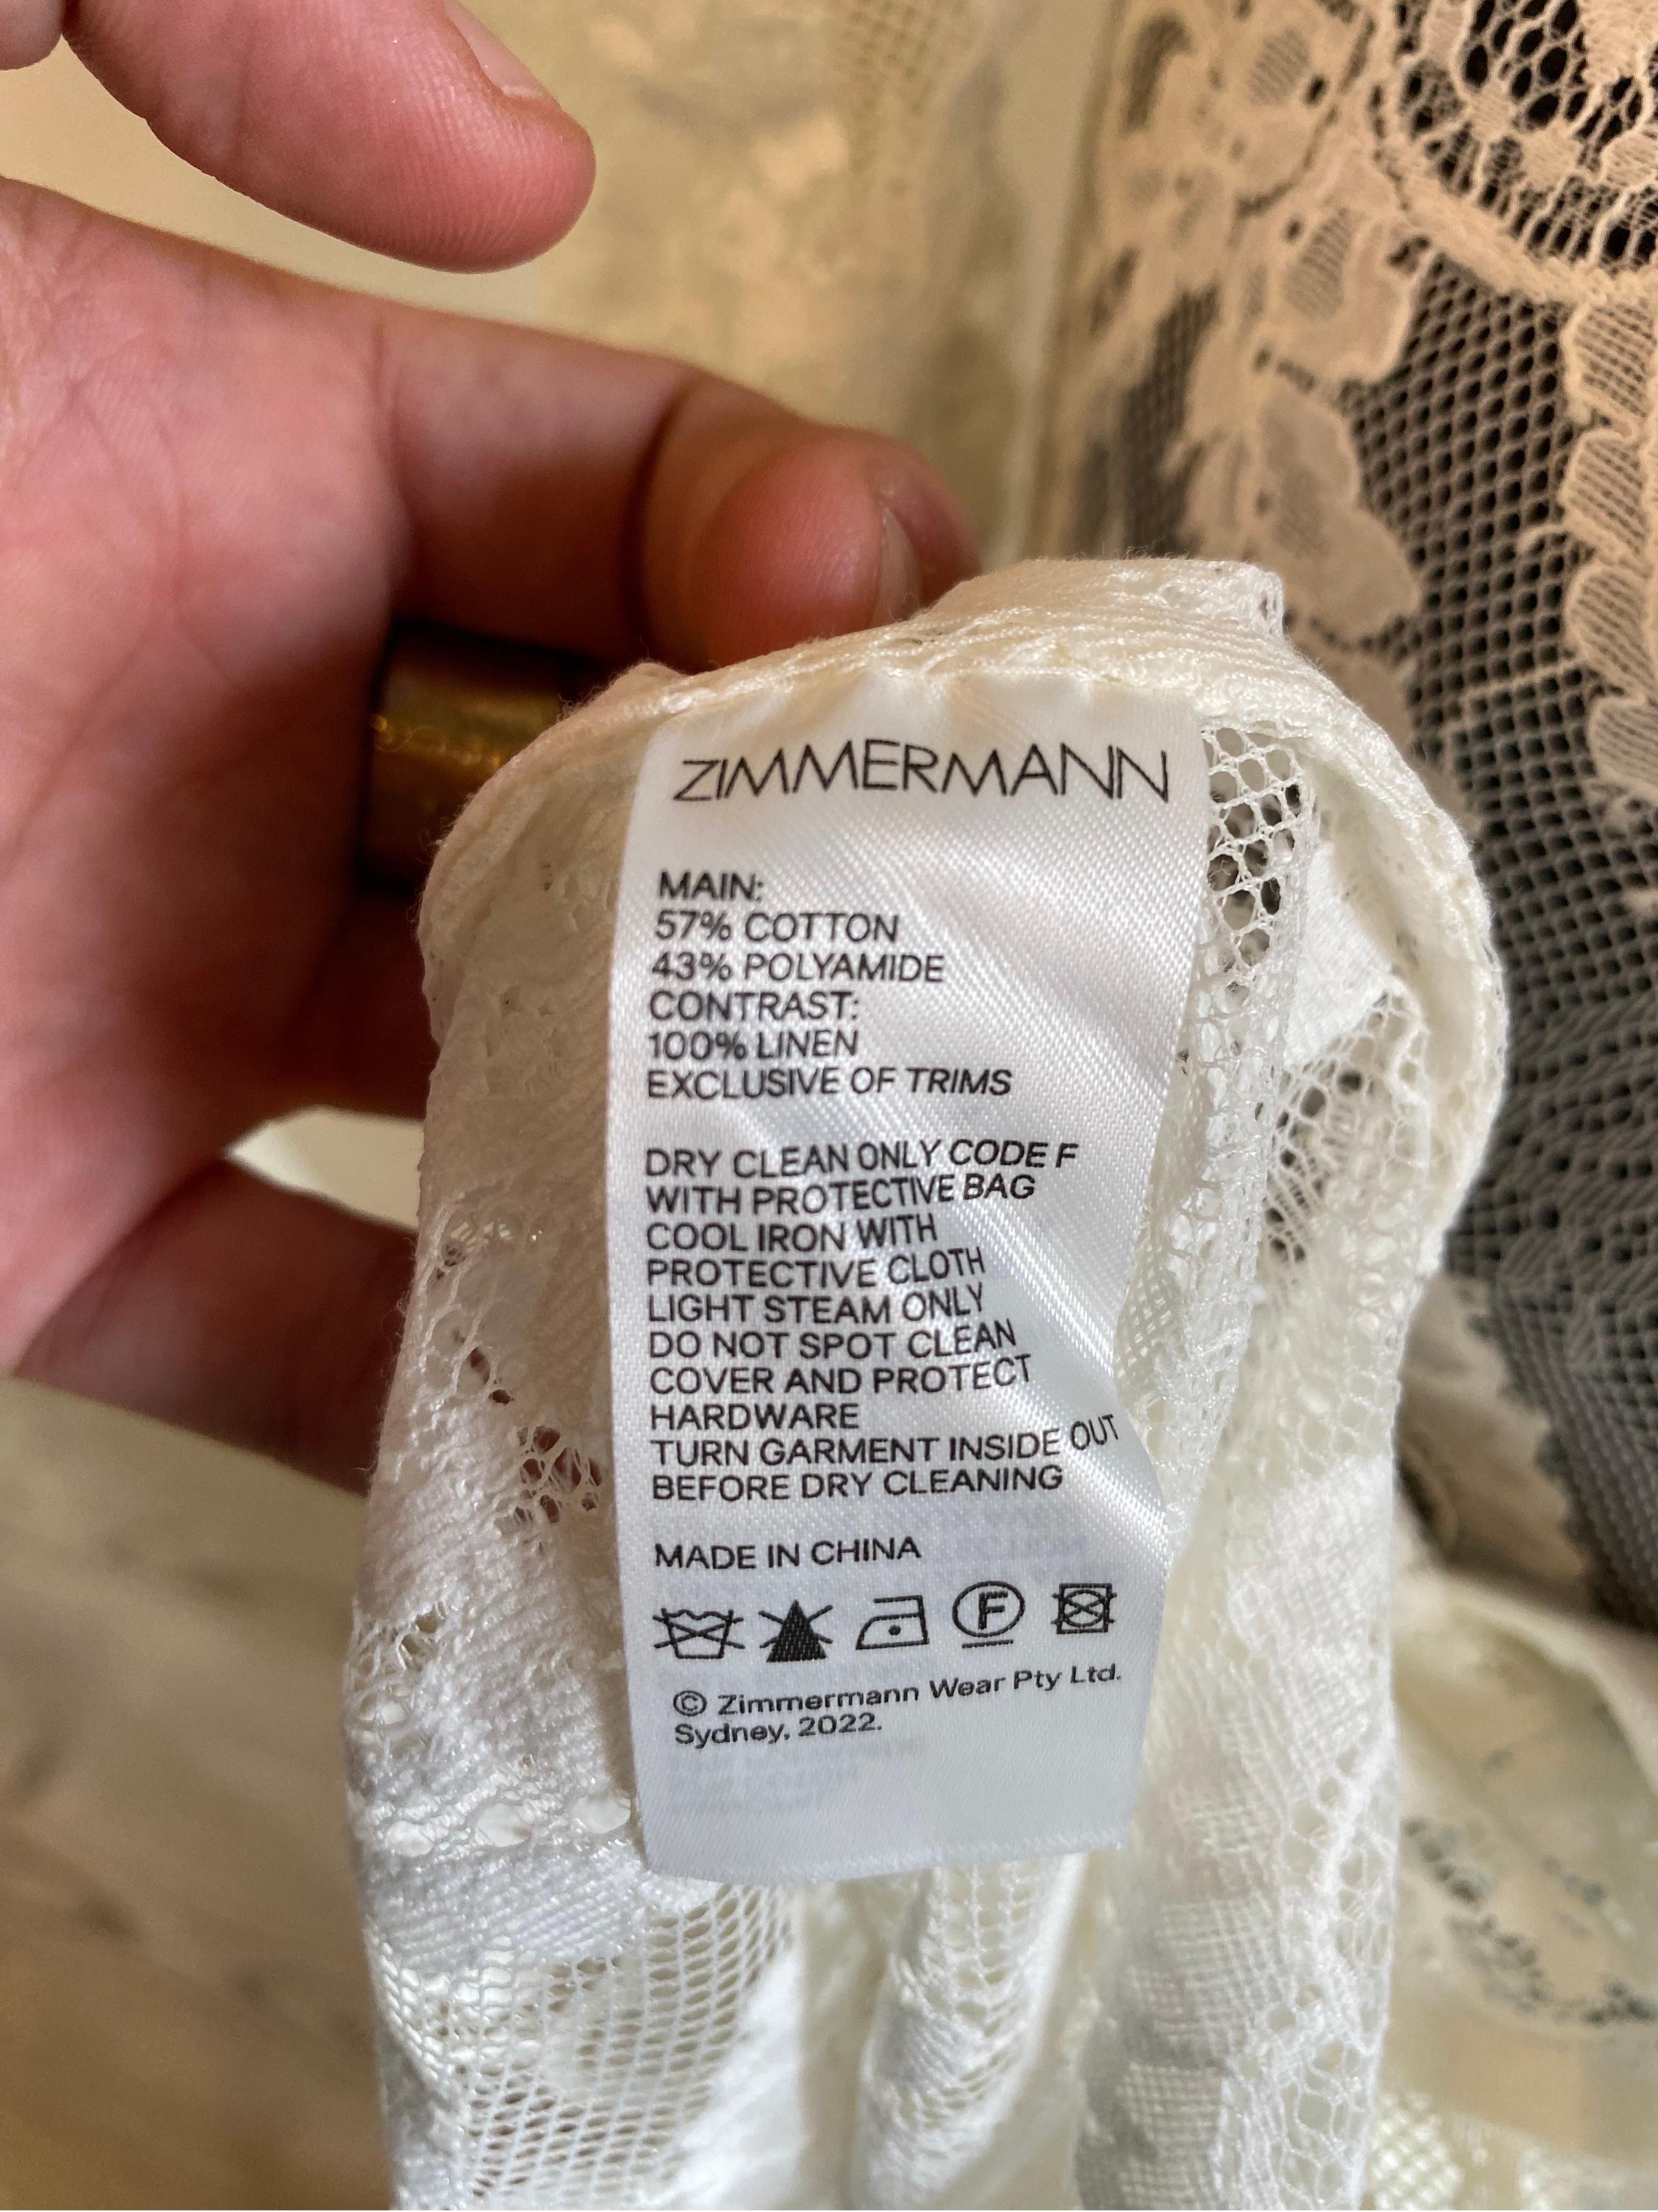 ZIMMERMANN
MAIN:
57% COTTON
43% POLYAMIDE
CONTRAST:
100% LINEN
EXCLUSIVE OF TRIMS
DRY CLEAN ONLY CODE F
WITH PROTECTIVE BAG
COOL IRON WITH
PROTECTIVE CLOTH
LIGHT STEAM ONLY
DO NOT SPOT CLEAN
COVER AND PROTECT
HARDWARE
TURN GARMENT INSIDE OUT
BEFORE DRY CLEANING
MADE IN CHINA
F
© Zimmermann Wear Pty Ltd.
Sydney, 2022.